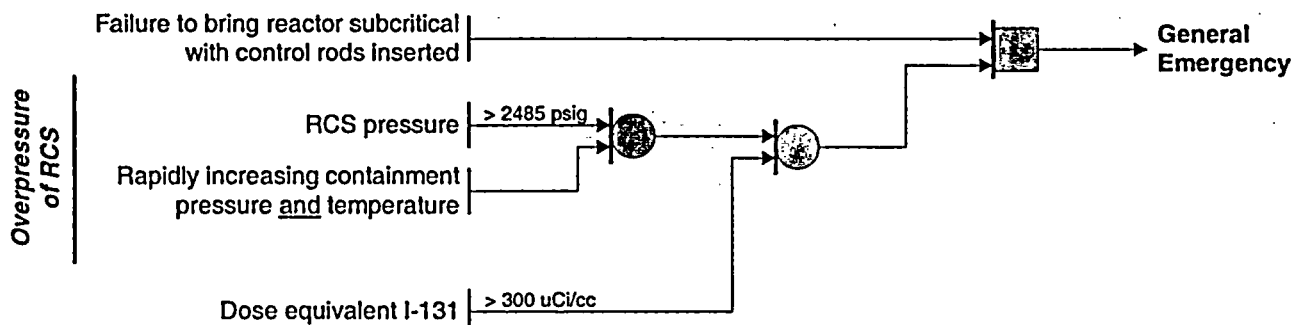 Failure to bring reactor subcritical
with control rods inserted
General
Emergency
Overpressure
of RCS
RCS pressure
> 2485 psig
Rapidly increasing containment
pressure and temperature
Dose equivalent I-131
> 300 uCi/cc